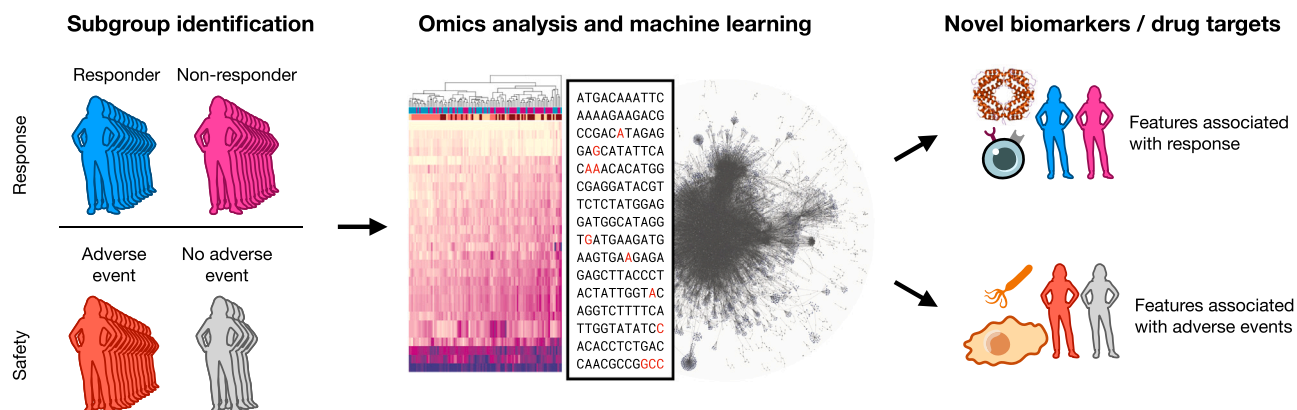 Subgroup identification
Omics analysis and machine learning
Novel biomarkers / drug targets
Response
Responder
Non-responder
Safety
Adverse
event
No adverse
event
ATGACAAATTC
AAAAGAAGACG
CCGACATAGAG
GAGCATATTCA
CAAACACATGG
CGAGGATACGT
TCTCTATGGAG
GATGGCATAGG
TGATGAAGATG
AAGTGAAGAGA
GAGCTTACCCT
ACTATTGGTAC
AGGTCTTTTCA
TTGGTATATCC
ACACCTCTGAC
CAACGCCGGCC
Features associated
with response
Features associated
with adverse events